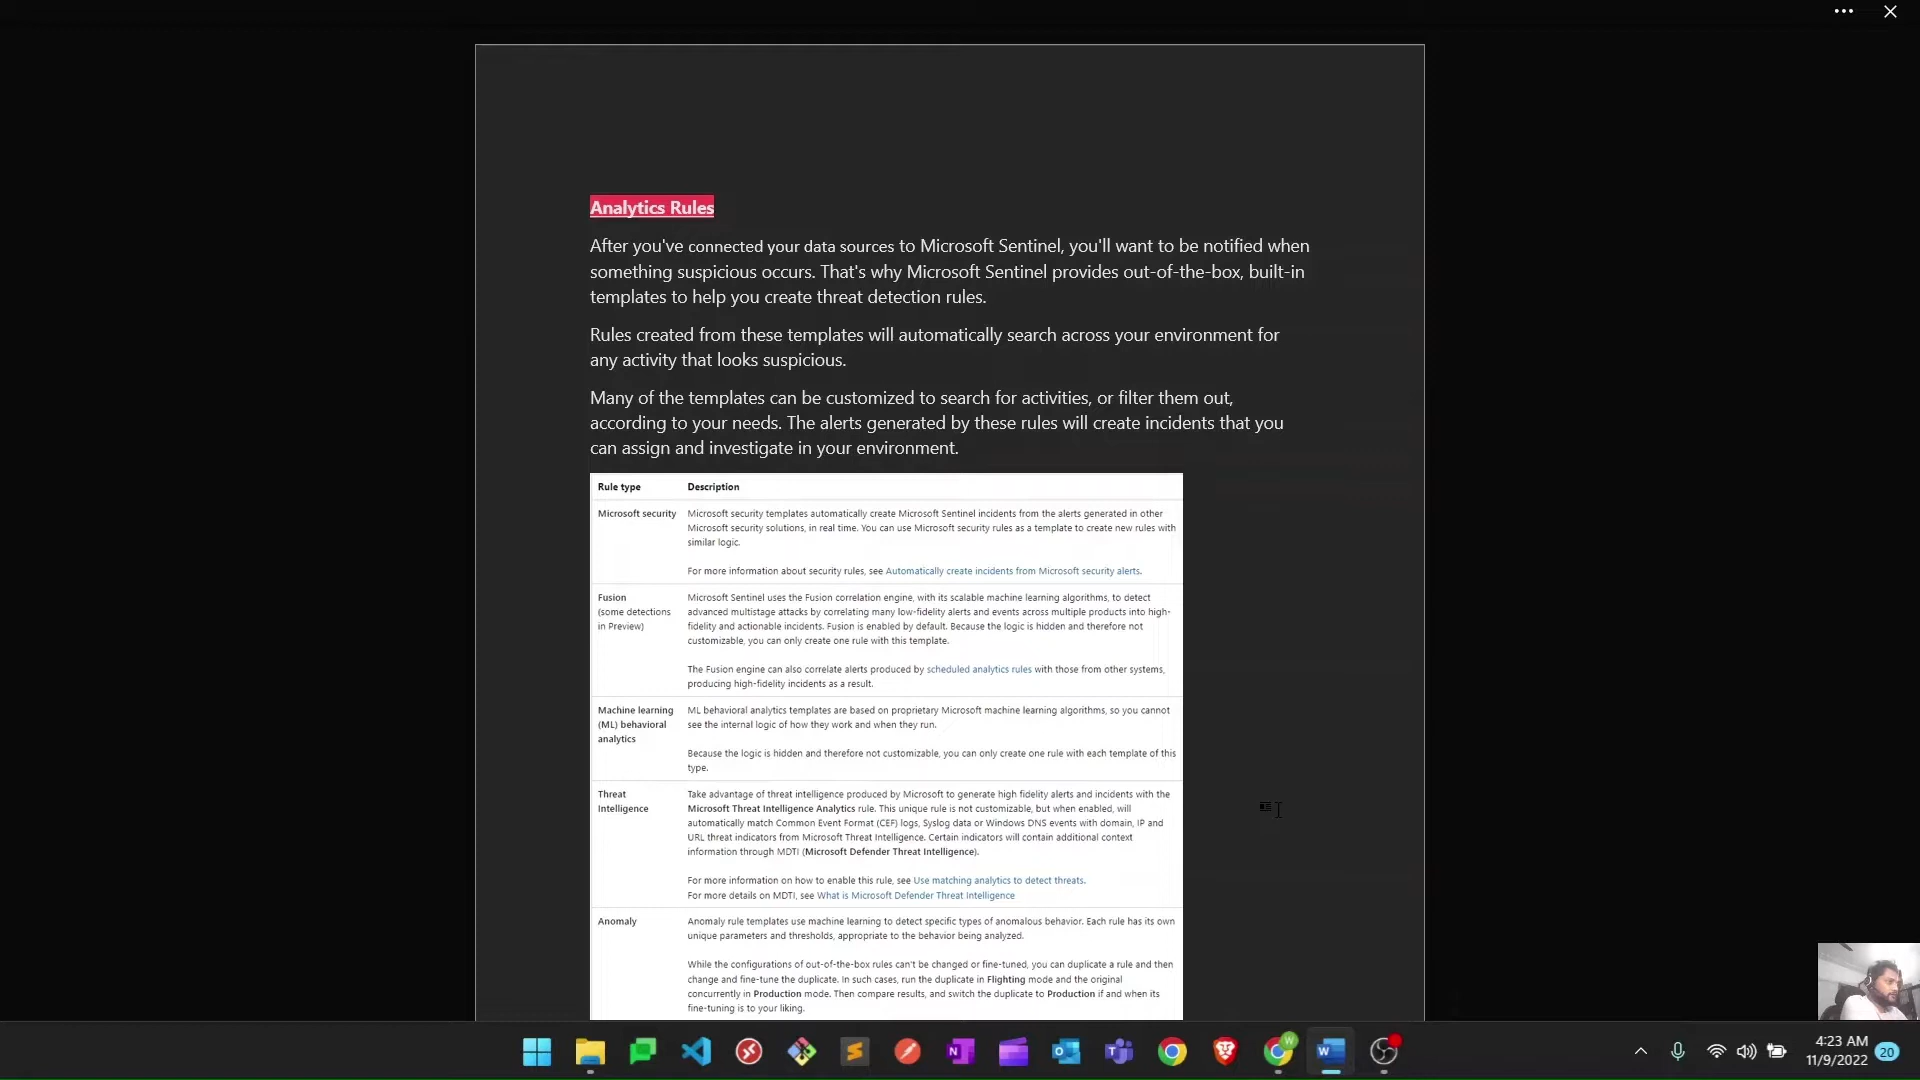 Analytics Rules
After you've connected your data sources to Microsoft Sentinel, you'll want to be notified when
something suspicious occurs. That's why Microsoft Sentinel provides out-of-the-box, built-in
templates to help you create threat detection rules.
Rules created from these templates will automatically search across your environment for
any activity that looks suspicious.
Many of the templates can be customized to search for activities, or filter them out,
according to your needs. The alerts generated by these rules will create incidents that you
can assign and investigate in your environment.
Rule type Description
Microsoft security Microsoft security templates automatically create Microsoft Sentinel incidents from the alerts generated in other
Microsoft security solutions, in real time. You can use Microsoft security rules as a template to create new rules with
similar logic.
For more information about security rules, see Automatically create incidents from Microsoft security alerts.
Fusion Microsoft Sentinel uses the Fusion correlation engine, with its scalable machine learning algorithms, to detect
(some detections advanced multistage attacks by correlating many low-fidelity alerts and events across multiple products into high-
in Preview) fidelity and actionable incidents. Fusion is enabled by default. Because the logic is hidden and therefore not
customizable, you can only create one rule with this template.
The Fusion engine can also correlate alerts produced by scheduled analytics rules with those from other systems,
producing high-fidelity incidents as a result.
Machine learning ML behavioral analytics templates are based on proprietary Microsoft machine learning algorithms, so you cannot
(ML) behavioral see the internal logic of how they work and when they run.
analytics
Because the logic is hidden and therefore not customizable, you can only create one rule with each template of this
type.
Threat Take advantage of threat intelligence produced by Microsoft to generate high fidelity alerts and incidents with the
Intelligence Microsoft Threat Intelligence Analytics rule. This unique rule is not customizable, but when enabled, will
automatically match Common Event Format (CEF) logs, Syslog data or Windows DNS events with domain, IP and
URL threat indicators from Microsoft Threat Intelligence. Certain indicators will contain additional context
information through MDTI (Microsoft Defender Threat Intelligence).
For more information on how to enable this rule, see Use matching analytics to detect threats.
For more details on MDTI, see What is Microsoft Defender Threat Intelligence
Anomaly Anomaly rule templates use machine learning to detect specific types of anomalous behavior. Each rule has its own
unique parameters and thresholds, appropriate to the behavior being analyzed.
While the configurations of out-of-the-box rules can't be changed or fine-tuned, you can duplicate a rule and then
change and fine-tune the duplicate. In such cases, run the duplicate in Flighting mode and the original
concurrently in Production mode. Then compare results, and switch the duplicate to Production if and when its
fine-tuning is to your liking.
4:23 AM
11/9/2022 20